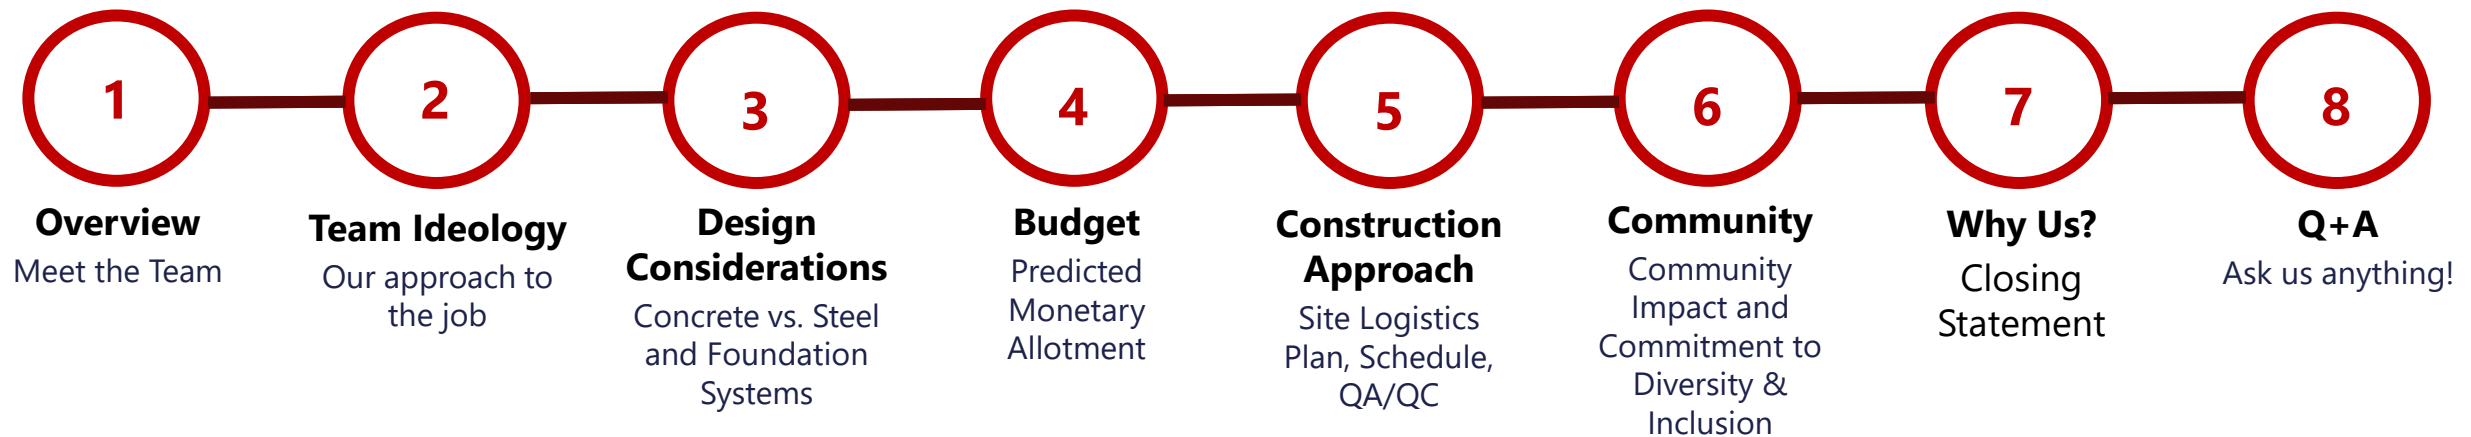 1
Overview
Meet the Team
2
Team Ideology
Our approach to
the job
3
Design
Considerations
Concrete vs. Steel
and Foundation
Systems
4
Budget
Predicted
Monetary
Allotment
5
Construction
Approach
Site Logistics
Plan, Schedule,
QA/QC
6
Community
Community
Impact and
Commitment to
Diversity &
Inclusion
7
Why Us?
Closing
Statement
8
Q+A
Ask us anything!